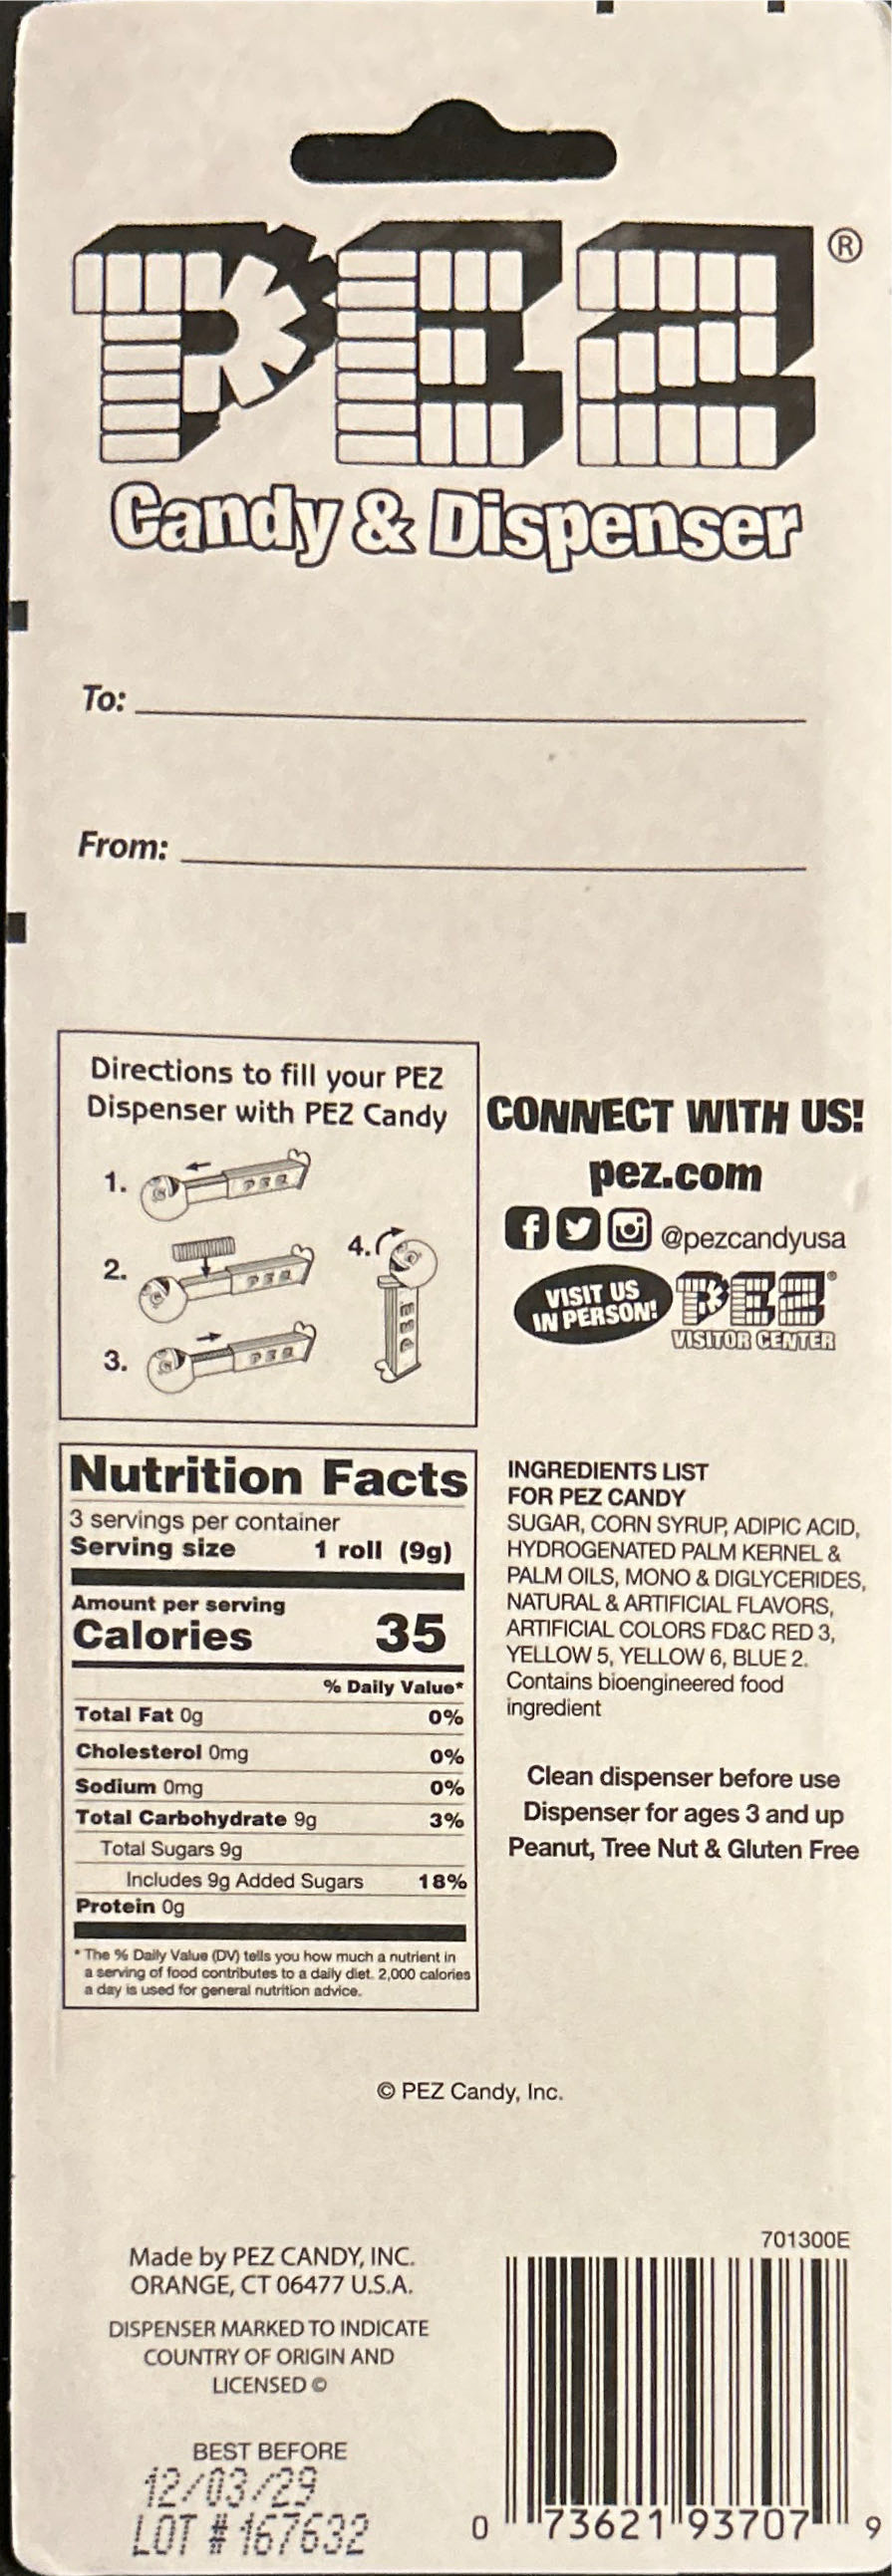 PEZ®
Candy & Dispenser
To:
From:
Directions to fill your PEZ
Dispenser with PEZ Candy
1.
PEZ
2.
PEZ
3.
PEZ
4.
PEZ
CONNECT WITH US!
pez.com
@pezcandyusa
VISIT US
IN PERSON!
PEZ®
VISITOR CENTER
Nutrition Facts
3 servings per container
Serving size 1 roll (9g)
Amount per serving
Calories 35
% Daily Value*
Total Fat 0g 0%
Cholesterol 0mg 0%
Sodium 0mg 0%
Total Carbohydrate 9g 3%
Total Sugars 9g
Includes 9g Added Sugars 18%
Protein 0g
* The % Daily Value (DV) tells you how much a nutrient in
a serving of food contributes to a daily diet. 2,000 calories
a day is used for general nutrition advice.
INGREDIENTS LIST
FOR PEZ CANDY
SUGAR, CORN SYRUP, ADIPIC ACID,
HYDROGENATED PALM KERNEL &
PALM OILS, MONO & DIGLYCERIDES,
NATURAL & ARTIFICIAL FLAVORS,
ARTIFICIAL COLORS FD&C RED 3,
YELLOW 5, YELLOW 6, BLUE 2.
Contains bioengineered food
ingredient
Clean dispenser before use
Dispenser for ages 3 and up
Peanut, Tree Nut & Gluten Free
© PEZ Candy, Inc.
Made by PEZ CANDY, INC.
ORANGE, CT 06477 U.S.A.
DISPENSER MARKED TO INDICATE
COUNTRY OF ORIGIN AND
LICENSED ©
BEST BEFORE
12/03/29
LOT # 167632
701300E
0 73621 93707 9